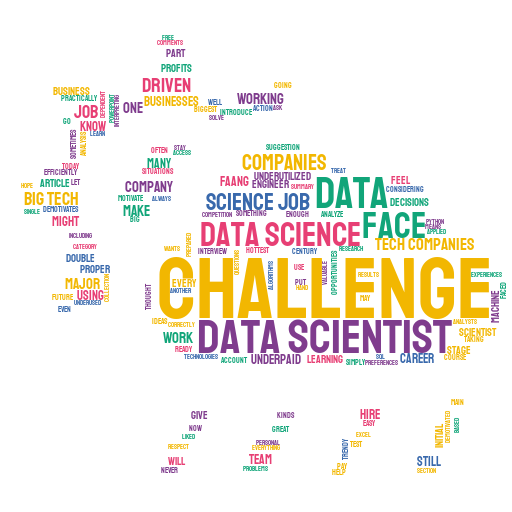 FREE
COMMENTS
PART
PROFITS
DRIVEN
GOING
BUSINESS
PRACTICALLY
DEPENDENT
POWERPOINT
BUSINESSES
WELL
WORKING
BIGGEST
ACTION
ASK
JOB
ONE
INTRODUCE
GO
KNOW
INTERPRETING
SOLVE
LEARN
SOMETIMES
ANALYSIS
OFTEN
STAY
ACCESS
SUGGESTION
COMPANIES
TODAY
MANY
SITUATIONS
TREAT
EFFICIENTLY
UNDERUTILIZED
FEEL
HOPE
ARTICLE
LET
COMPANY
FAANG
ENGINEER
SUMMARY
DATA
CONSIDERING
BIG TECH
MOTIVATE
ALWAYS
SCIENCE JOB
DECISIONS
SINGLE
DEMOTIVATES
MAKE
COMPETITION
SOMETHING
ENOUGH
ANALYZE
FACE
MIGHT
BIG
PYTHON
APPLIED
DATA SCIENCE
INCLUDING
TECH COMPANIES
CATEGORY
WANTS
PREPARED
INTERVIEW
HOTTEST
CENTURY
RESEARCH
DOUBLE
PROPER
QUESTIONS
ALGORITHMS
USE
VALUABLE
OPPORTUNITIES
RESULTS
EXPERIENCES
MAJOR
COLLECTION
THOUGHT
EVERY
PUT
FACED
FUTURE
USING
ANOTHER
HAND
MAY
MACHINE
UNDERUSED
CHALLENGE
EVEN
IDEAS
CORRECTLY
DATA SCIENTIST
ANALYSTS
WORK
SCIENTIST
TAKING
READY
STAGE
TECHNOLOGIES
ACCOUNT
UNDERPAID
LEARNING
SIMPLY
SQL
PREFERENCES
CAREER
COURSE
MAIN
GIVE
KINDS
HIRE
EASY
NOW
GREAT
INITIAL
BASED
LIKED
EXCEL
RESPECT
PERSONAL
EVERYTHING
TRENDY
TEST
WILL
TEAM
STILL
NEVER
PROBLEMS
PAY
HELP
SECTION